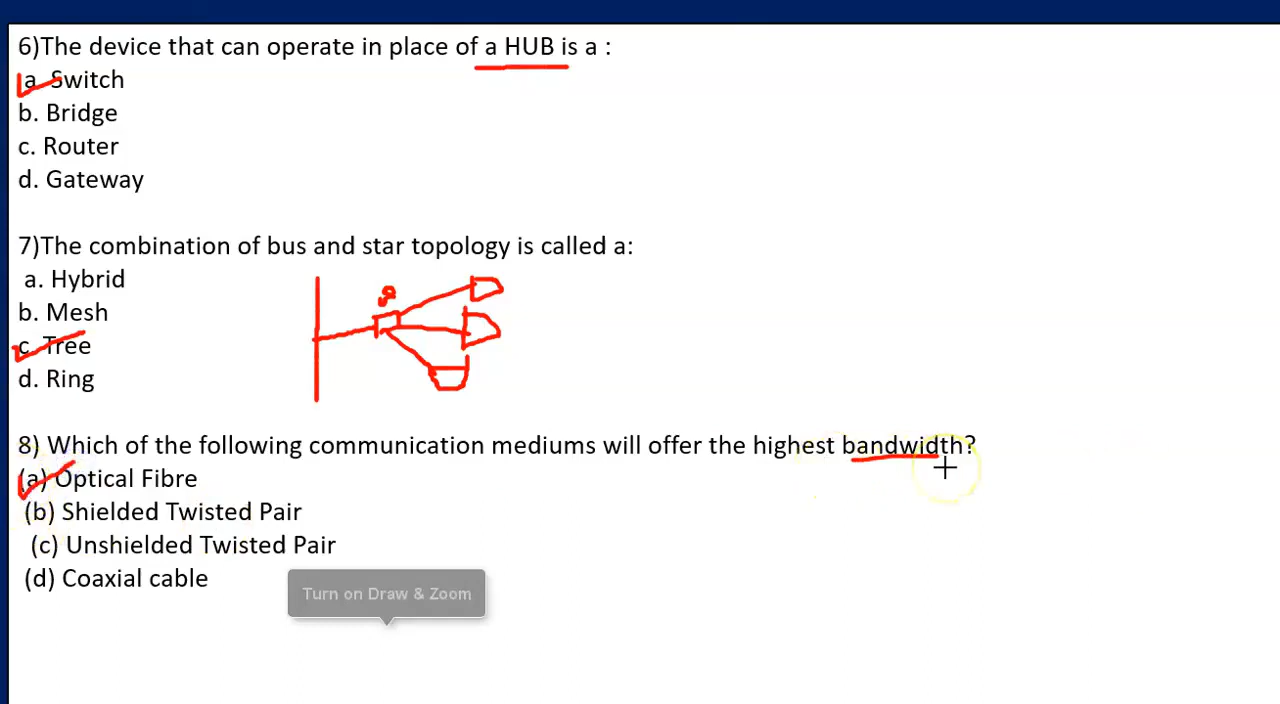 6)The device that can operate in place of a HUB is a :
a. Switch
b. Bridge
c. Router
d. Gateway
7)The combination of bus and star topology is called a:
a. Hybrid
b. Mesh
c. Tree
d. Ring
8) Which of the following communication mediums will offer the highest bandwidth?
(a) Optical Fibre
(b) Shielded Twisted Pair
(c) Unshielded Twisted Pair
(d) Coaxial cable
Turn on Draw & Zoom